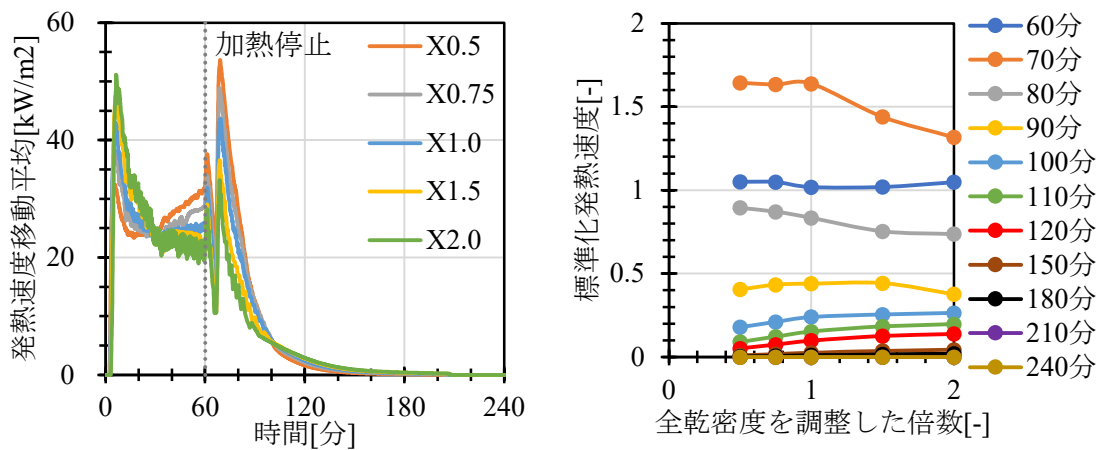 発熱速度移動平均[kW/m2]
60
40
20
0
0
60
120
180
240
時間[分]
加熱停止
X0.5
X0.75
X1.0
X1.5
X2.0
標準化発熱速度[-]
2
1.5
1
0.5
0
0
1
2
全乾密度を調整した倍数[-]
60分
70分
80分
90分
100分
110分
120分
150分
180分
210分
240分